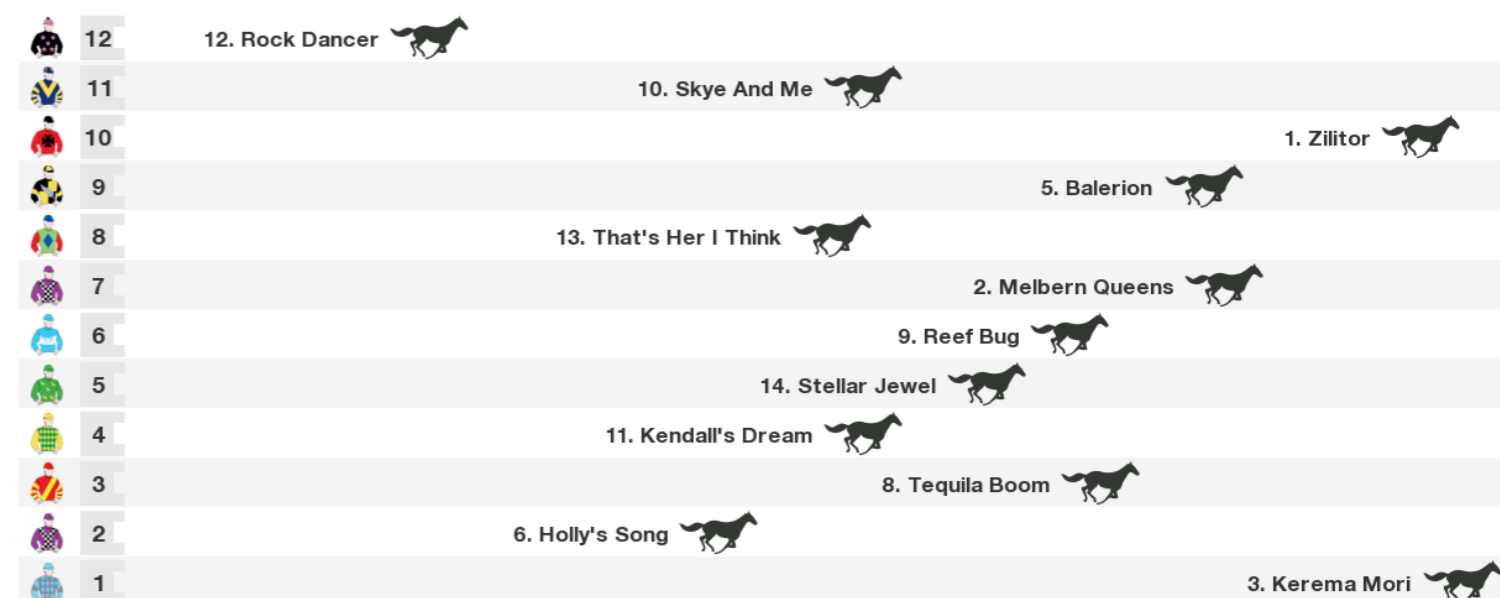 12 12. Rock Dancer
11 10. Skye And Me
10 1. Zilitor
9 5. Balerion
8 13. That's Her I Think
7 2. Melbern Queens
6 9. Reef Bug
5 14. Stellar Jewel
4 11. Kendall's Dream
3 8. Tequila Boom
2 6. Holly's Song
1 3. Kerema Mori